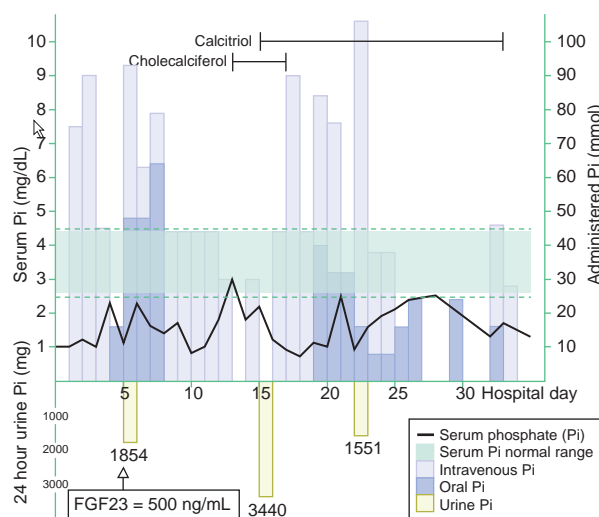 Calcitriol
Cholecalciferol
10
9
8
7
6
5
4
3
2
1
Serum Pi (mg/dL)
100
90
80
70
60
50
40
30
20
10
Administered Pi (mmol)
5
10
15
20
25
30
Hospital day
24 hour urine Pi (mg)
1000
2000
3000
1854
3440
1551
FGF23 = 500 ng/mL
Serum phosphate (Pi)
Serum Pi normal range
Intravenous Pi
Oral Pi
Urine Pi